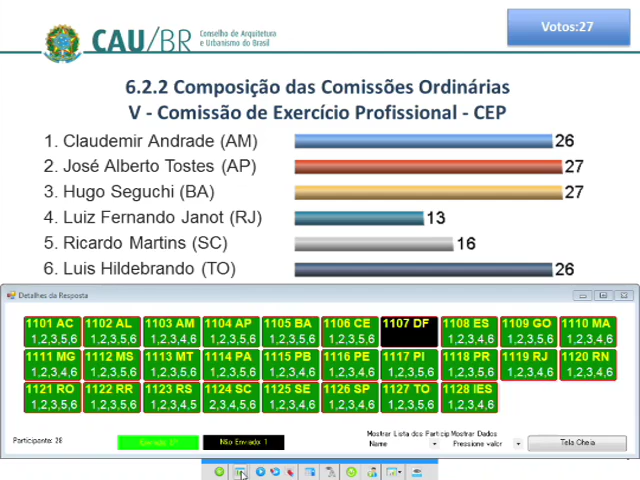 CAU/BR Conselho de Arquitetura
e Urbanismo do Brasil
Votos:27
6.2.2 Composição das Comissões Ordinárias
V - Comissão de Exercício Profissional - CEP
1. Claudemir Andrade (AM) 26
2. José Alberto Tostes (AP) 27
3. Hugo Seguchi (BA) 27
4. Luiz Fernando Janot (RJ) 13
5. Ricardo Martins (SC) 16
6. Luis Hildebrando (TO) 26
Detalhes da Resposta
1101 AC 1102 AL 1103 AM 1104 AP 1105 BA 1106 CE 1107 DF 1108 ES 1109 GO 1110 MA
1,2,3,5,6 1,2,3,5,6 1,2,3,4,6 1,2,3,5,6 1,2,3,5,6 1,2,3,5,6 1,2,3,4,6 1,2,3,5,6 1,2,3,4,6
1111 MG 1112 MS 1113 MT 1114 PA 1115 PB 1116 PE 1117 PI 1118 PR 1119 RJ 1120 RN
1,2,3,5,6 1,2,3,5,6 1,2,3,5,6 1,2,3,5,6 1,2,3,4,6 1,2,3,4,6 1,2,3,5,6 1,2,3,5,6 1,2,3,4,6 1,2,3,4,6
1121 RO 1122 RR 1123 RS 1124 SC 1125 SE 1126 SP 1127 TO 1128 IES
1,2,3,5,6 1,2,3,5,6 1,2,3,4,5 2,3,4,5,6 1,2,3,4,6 1,2,3,4,6 1,2,3,5,6 1,2,3,4,6
Participante: 28
Não Enviado: 1
Mostrar Lista dos Particip Mostrar Dados
Name Pressione valor
Tela Cheia